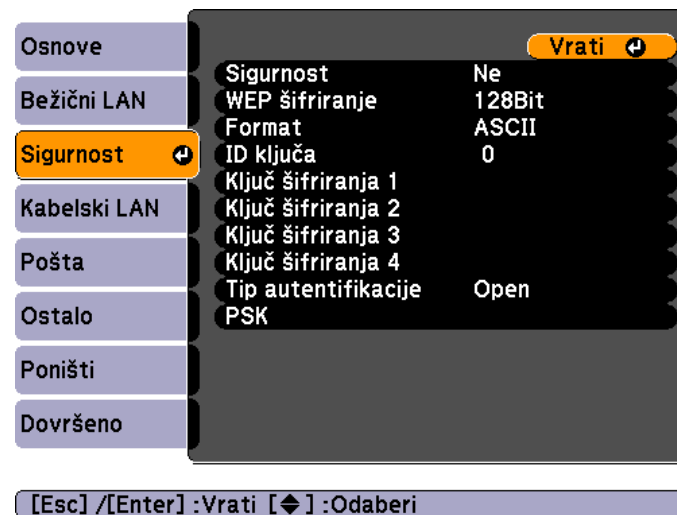 Osnove
Bežični LAN
Sigurnost
Kabelski LAN
Pošta
Ostalo
Poništi
Dovršeno
Vrati
Sigurnost Ne
WEP šifriranje 128Bit
Format ASCII
ID ključa 0
Ključ šifriranja 1
Ključ šifriranja 2
Ključ šifriranja 3
Ključ šifriranja 4
Tip autentifikacije Open
PSK
[Esc] /[Enter] :Vrati [◆] :Odaberi